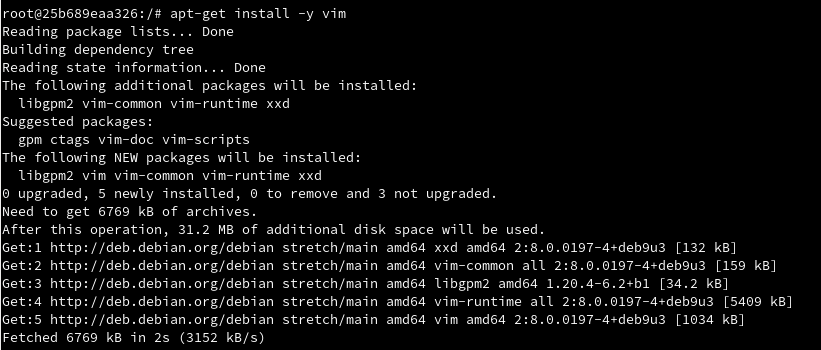 root@25b689eaa326:/# apt-get install -y vim
Reading package lists... Done
Building dependency tree
Reading state information... Done
The following additional packages will be installed:
  libgpm2 vim-common vim-runtime xxd
Suggested packages:
  gpm ctags vim-doc vim-scripts
The following NEW packages will be installed:
  libgpm2 vim vim-common vim-runtime xxd
0 upgraded, 5 newly installed, 0 to remove and 3 not upgraded.
Need to get 6769 kB of archives.
After this operation, 31.2 MB of additional disk space will be used.
Get:1 http://deb.debian.org/debian stretch/main amd64 xxd amd64 2:8.0.0197-4+deb9u3 [132 kB]
Get:2 http://deb.debian.org/debian stretch/main amd64 vim-common all 2:8.0.0197-4+deb9u3 [159 kB]
Get:3 http://deb.debian.org/debian stretch/main amd64 libgpm2 amd64 1.20.4-6.2+b1 [34.2 kB]
Get:4 http://deb.debian.org/debian stretch/main amd64 vim-runtime all 2:8.0.0197-4+deb9u3 [5409 kB]
Get:5 http://deb.debian.org/debian stretch/main amd64 vim amd64 2:8.0.0197-4+deb9u3 [1034 kB]
Fetched 6769 kB in 2s (3152 kB/s)